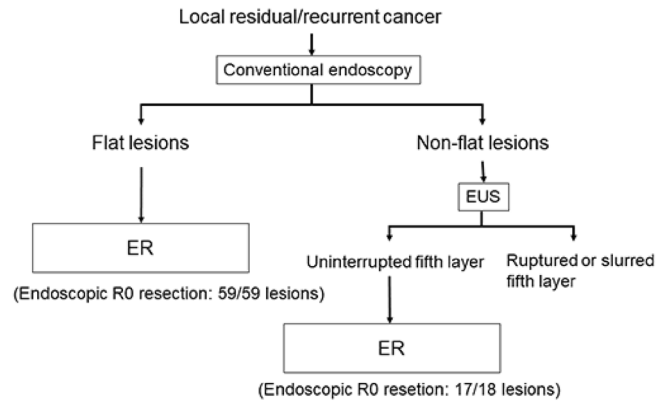 Local residual/recurrent cancer
Conventional endoscopy
Flat lesions
Non-flat lesions
EUS
ER
(Endoscopic R0 resection: 59/59 lesions)
Uninterrupted fifth layer
Ruptured or slurred
fifth layer
ER
(Endoscopic R0 resetion: 17/18 lesions)